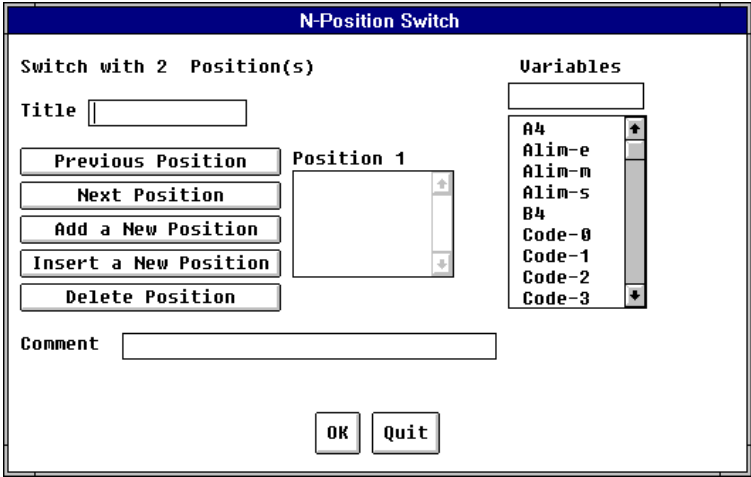 N-Position Switch
Switch with 2 Position(s)
Title
Previous Position
Next Position
Add a New Position
Insert a New Position
Delete Position
Position 1
Variables
A4
Alim-e
Alim-m
Alim-s
B4
Code-0
Code-1
Code-2
Code-3
Comment
OK
Quit